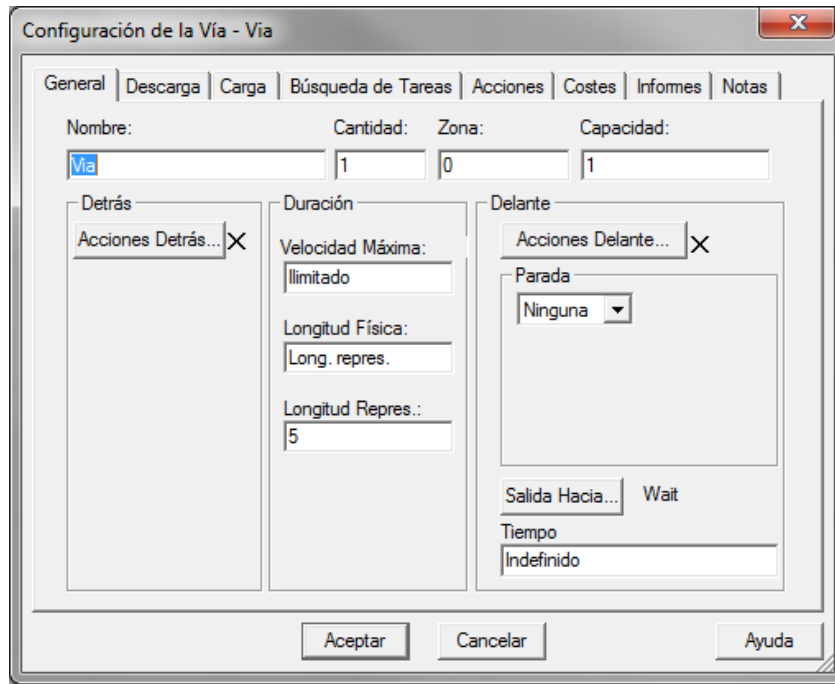 Configuración de la Vía - Via
General Descarga Carga Búsqueda de Tareas Acciones Costes Informes Notas
Nombre: Cantidad: Zona: Capacidad:
Via 1 0 1
Detrás
Acciones Detrás...
Duración
Velocidad Máxima:
Ilimitado
Longitud Física:
Long. repres.
Longitud Repres.:
5
Delante
Acciones Delante...
Parada
Ninguna
Salida Hacia... Wait
Tiempo
Indefinido
Aceptar Cancelar Ayuda